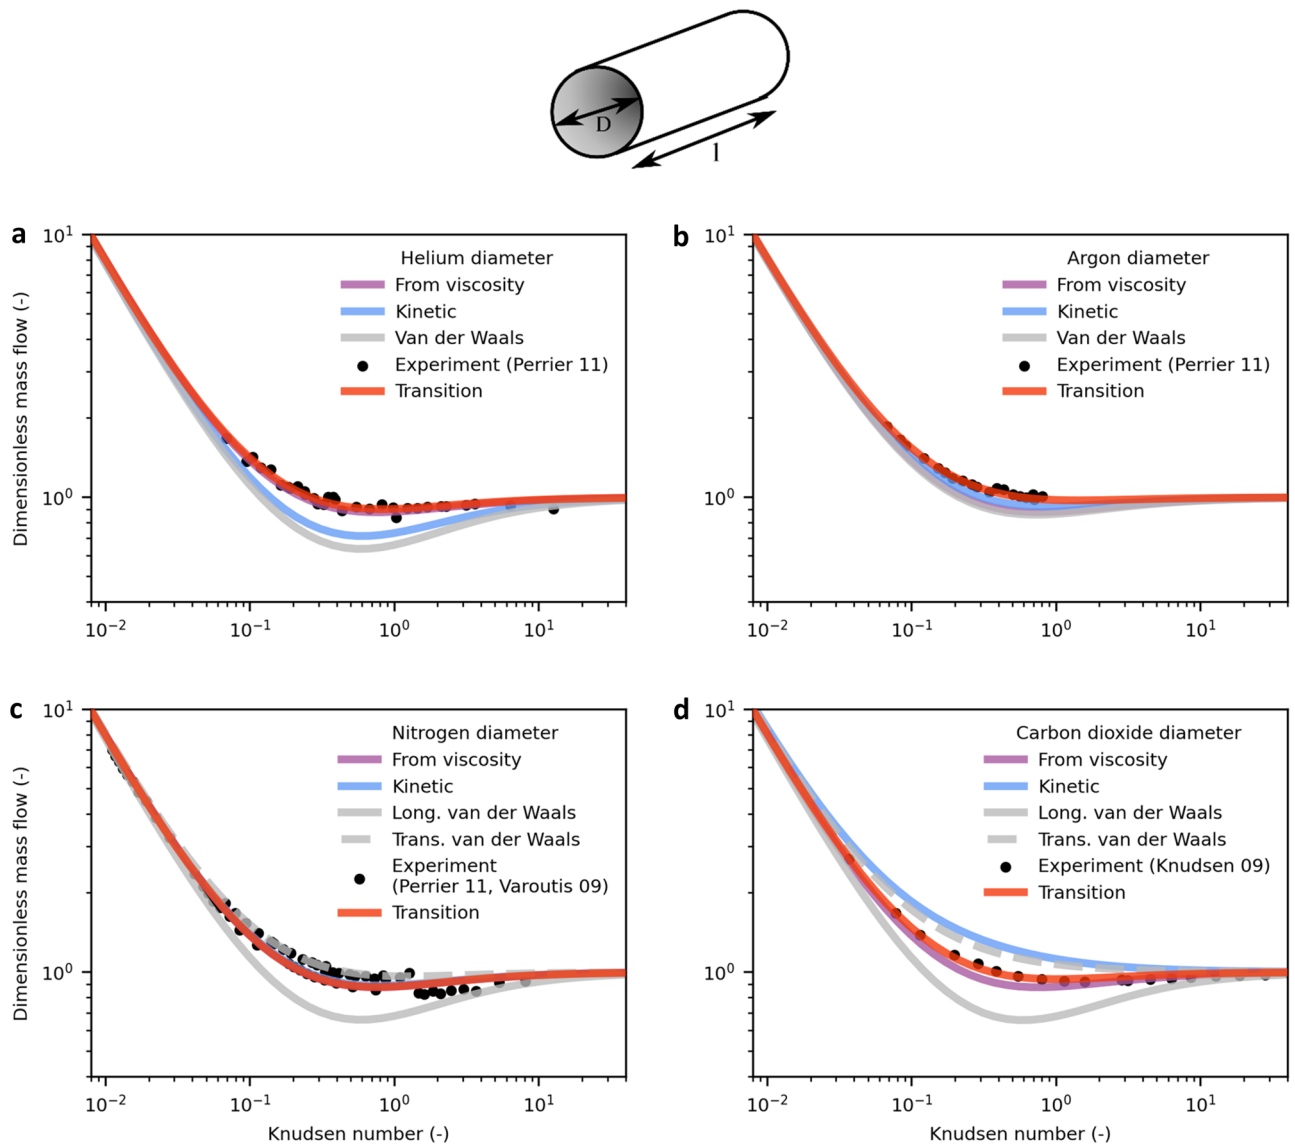 D
l
a
Helium diameter
From viscosity
Kinetic
Van der Waals
Experiment (Perrier 11)
Transition
Dimensionless mass flow (-)
10¹
10⁰
10⁻² 10⁻¹ 10⁰ 10¹
b
Argon diameter
From viscosity
Kinetic
Van der Waals
Experiment (Perrier 11)
Transition
10¹
10⁰
10⁻² 10⁻¹ 10⁰ 10¹
c
Nitrogen diameter
From viscosity
Kinetic
Long. van der Waals
Trans. van der Waals
Experiment
(Perrier 11, Varoutis 09)
Transition
Dimensionless mass flow (-)
10¹
10⁰
10⁻² 10⁻¹ 10⁰ 10¹
Knudsen number (-)
d
Carbon dioxide diameter
From viscosity
Kinetic
Long. van der Waals
Trans. van der Waals
Experiment (Knudsen 09)
Transition
10¹
10⁰
10⁻² 10⁻¹ 10⁰ 10¹
Knudsen number (-)